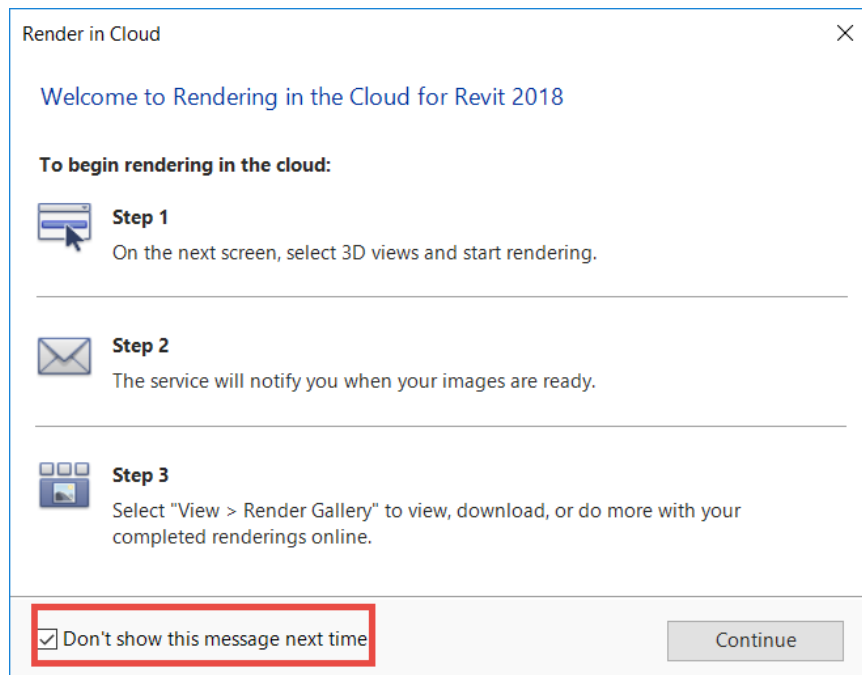 Render in Cloud
Welcome to Rendering in the Cloud for Revit 2018
To begin rendering in the cloud:
Step 1
On the next screen, select 3D views and start rendering.
Step 2
The service will notify you when your images are ready.
Step 3
Select "View > Render Gallery" to view, download, or do more with your
completed renderings online.
Don't show this message next time
Continue